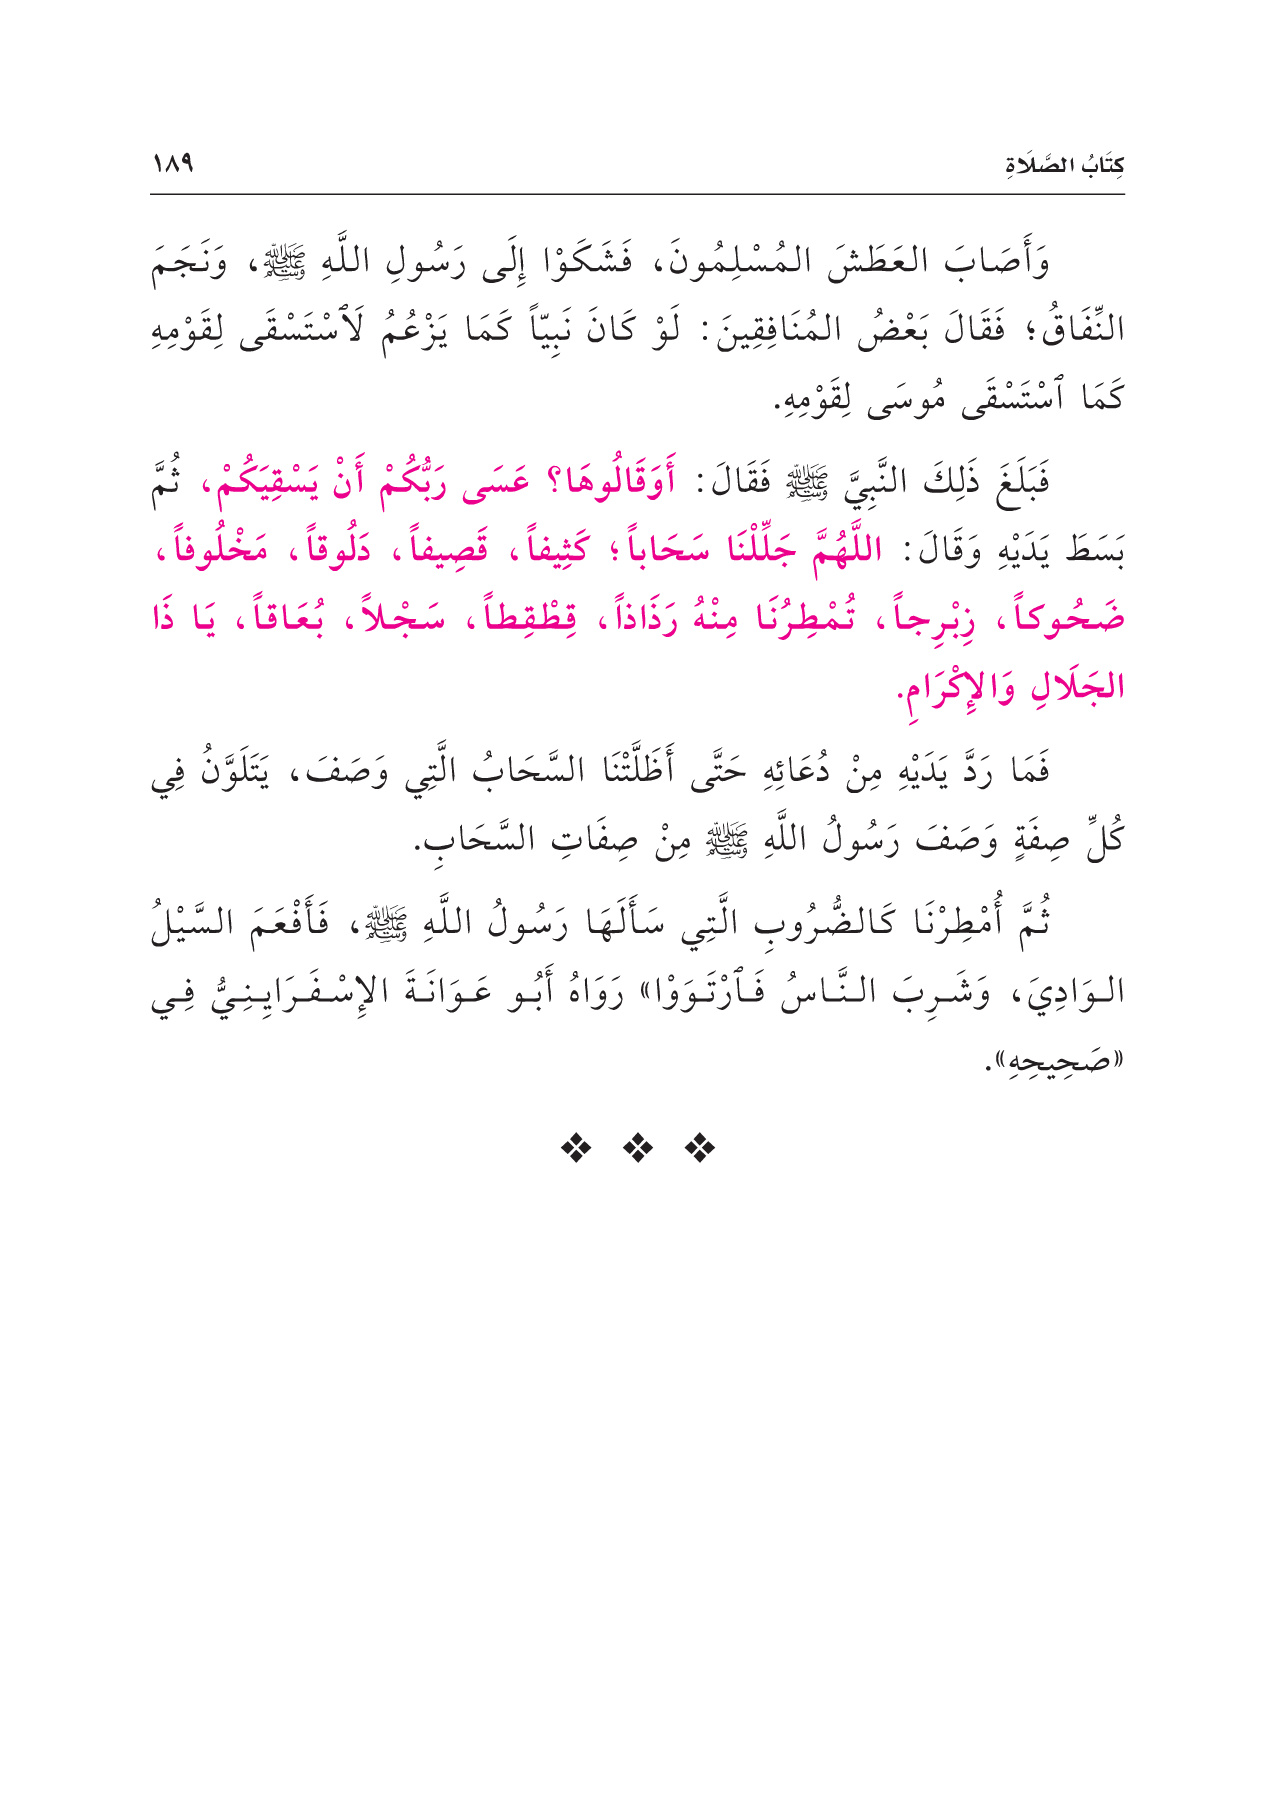 كِتَابُ الصَّلَاةِ ١٨٩
وَأَصَابَ العَطَشَ المُسْلِمُونَ، فَشَكَوْا إِلَى رَسُولِ اللَّهِ ﷺ، وَنَجَمَ
النِّفَاقُ؛ فَقَالَ بَعْضُ المُنَافِقِينَ: لَوْ كَانَ نَبِيّاً كَمَا يَزْعُمُ لَاسْتَسْقَى لِقَوْمِهِ
كَمَا ٱسْتَسْقَى مُوسَى لِقَوْمِهِ.
فَبَلَغَ ذَلِكَ النَّبِيَّ ﷺ فَقَالَ: أَوَقَالُوهَا؟ عَسَى رَبُّكُمْ أَنْ يَسْقِيَكُمْ، ثُمَّ
بَسَطَ يَدَيْهِ وَقَالَ: اللَّهُمَّ جَلِّلْنَا سَحَاباً؛ كَثِيفاً، قَصِيفاً، دَلُوقاً، مَخْلُوفاً،
ضَحُوكاً، زِبْرِجاً، تُمْطِرُنَا مِنْهُ رَذَاذاً، قِطْقِطاً، سَجْلاً، بُعَاقاً، يَا ذَا
الجَلَالِ وَالإِكْرَامِ.
فَمَا رَدَّ يَدَيْهِ مِنْ دُعَائِهِ حَتَّى أَظَلَّتْنَا السَّحَابُ الَّتِي وَصَفَ، يَتَلَوَّنُ فِي
كُلِّ صِفَةٍ وَصَفَ رَسُولُ اللَّهِ ﷺ مِنْ صِفَاتِ السَّحَابِ.
ثُمَّ أُمْطِرْنَا كَالضُّرُوبِ الَّتِي سَأَلَهَا رَسُولُ اللَّهِ ﷺ، فَأَفْعَمَ السَّيْلُ
الوَادِيَ، وَشَرِبَ النَّاسُ فَٱرْتَوَوْا» رَوَاهُ أَبُو عَوَانَةَ الإِسْفَرَايِنِيُّ فِي
«صَحِيحِهِ».